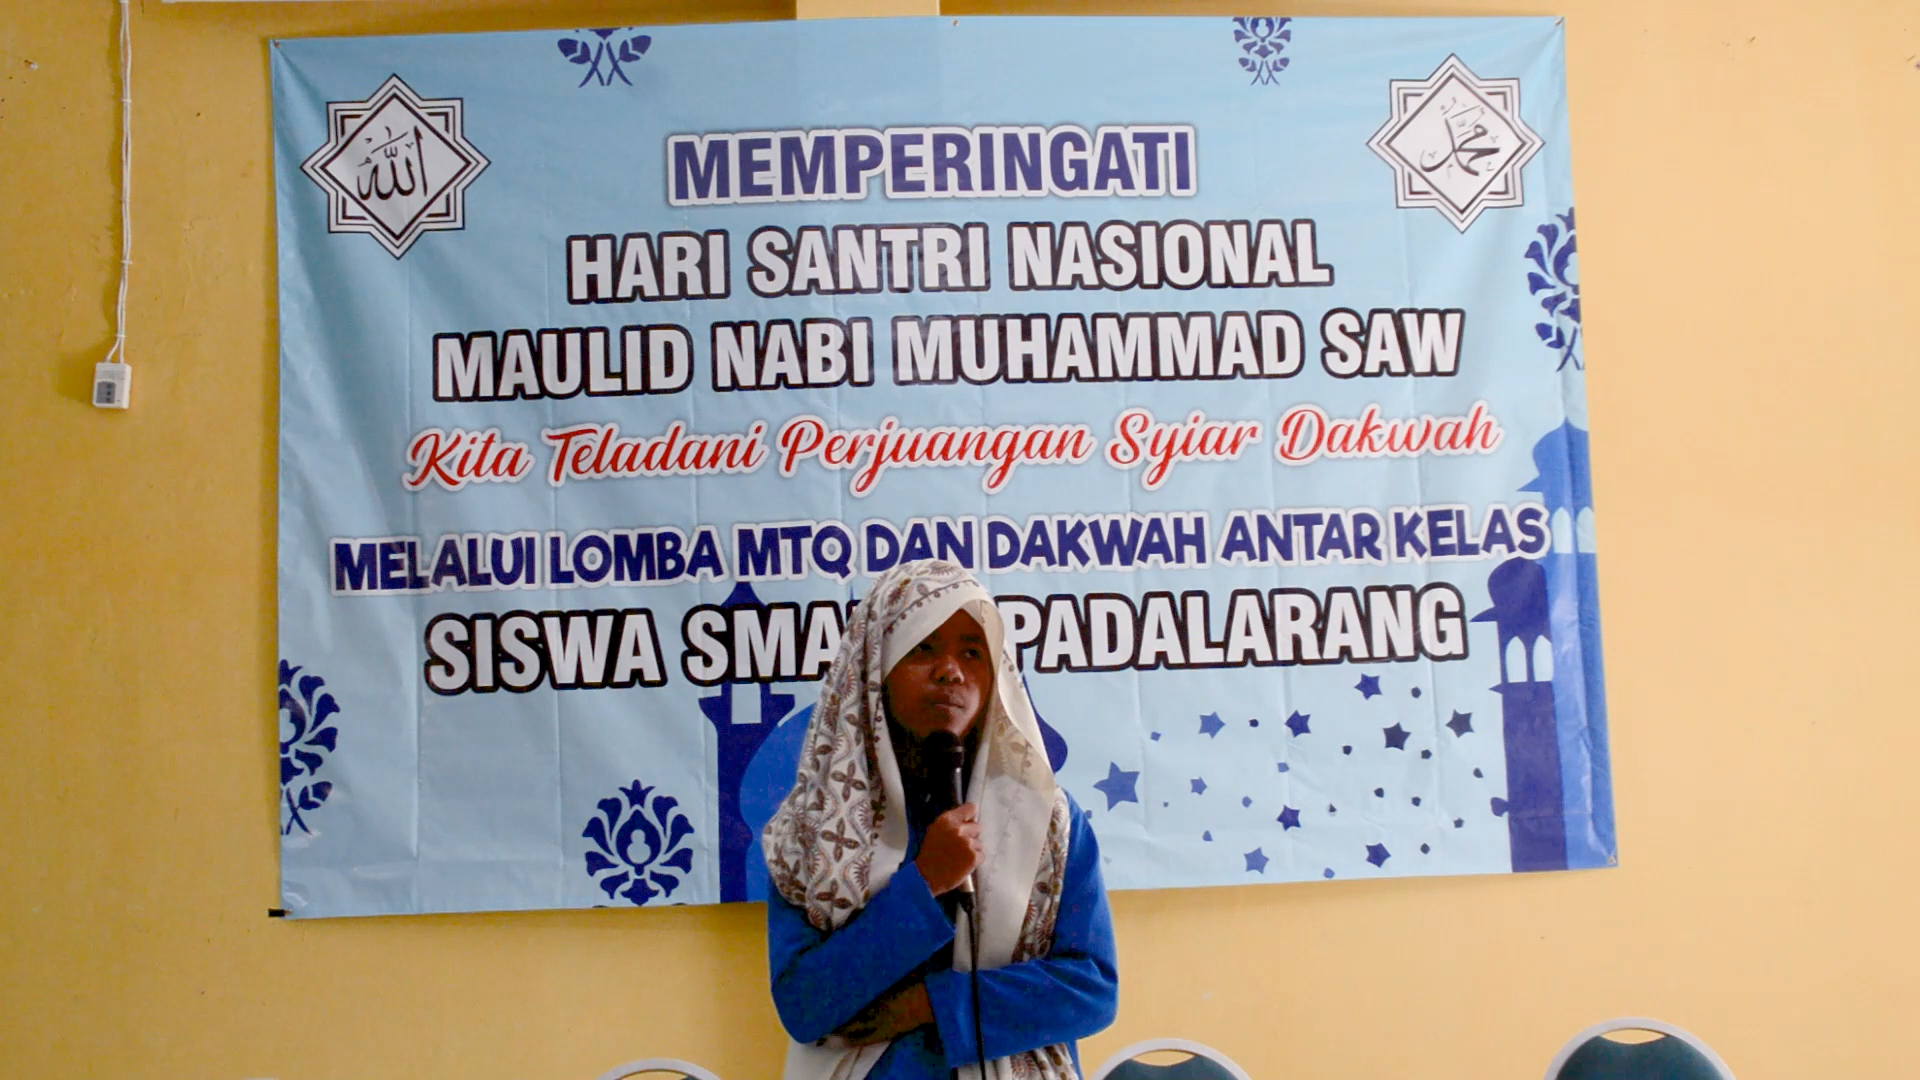 الله
محمد
MEMPERINGATI
HARI SANTRI NASIONAL
MAULID NABI MUHAMMAD SAW
Kita Teladani Perjuangan Syiar Dakwah
MELALUI LOMBA MTQ DAN DAKWAH ANTAR KELAS
SISWA SMA PADALARANG